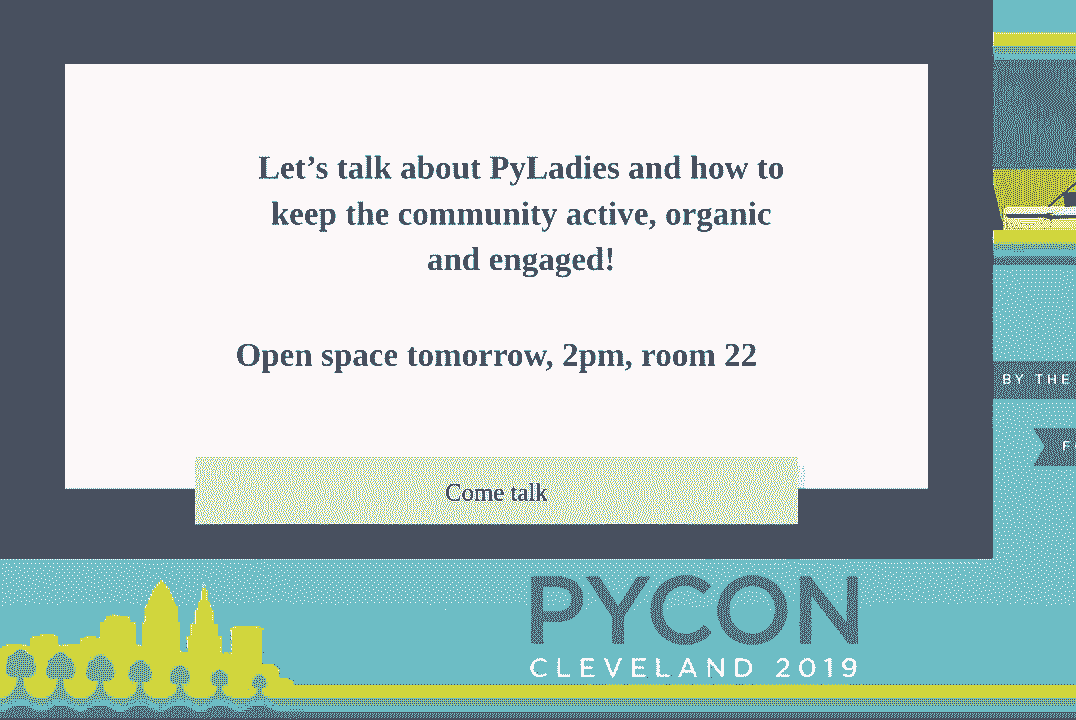 Let’s talk about PyLadies and how to
keep the community active, organic
and engaged!
Open space tomorrow, 2pm, room 22
Come talk
BY THE
PYCON
CLEVELAND 2019